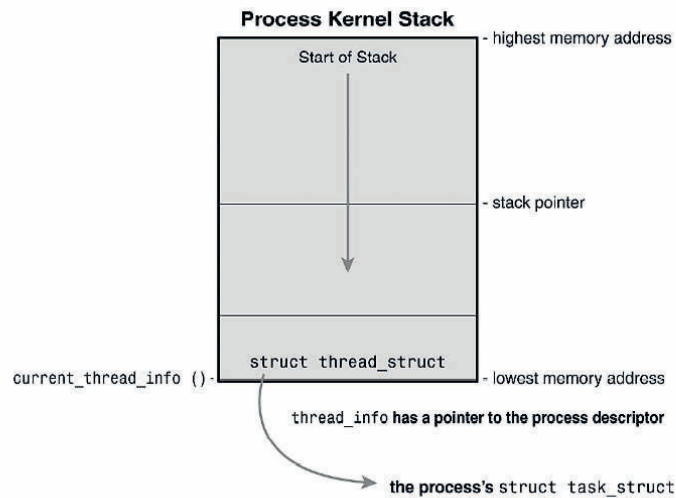 Process Kernel Stack
- highest memory address
Start of Stack
- stack pointer
struct thread_struct
current_thread_info () -
- lowest memory address
thread_info has a pointer to the process descriptor
the process's struct task_struct